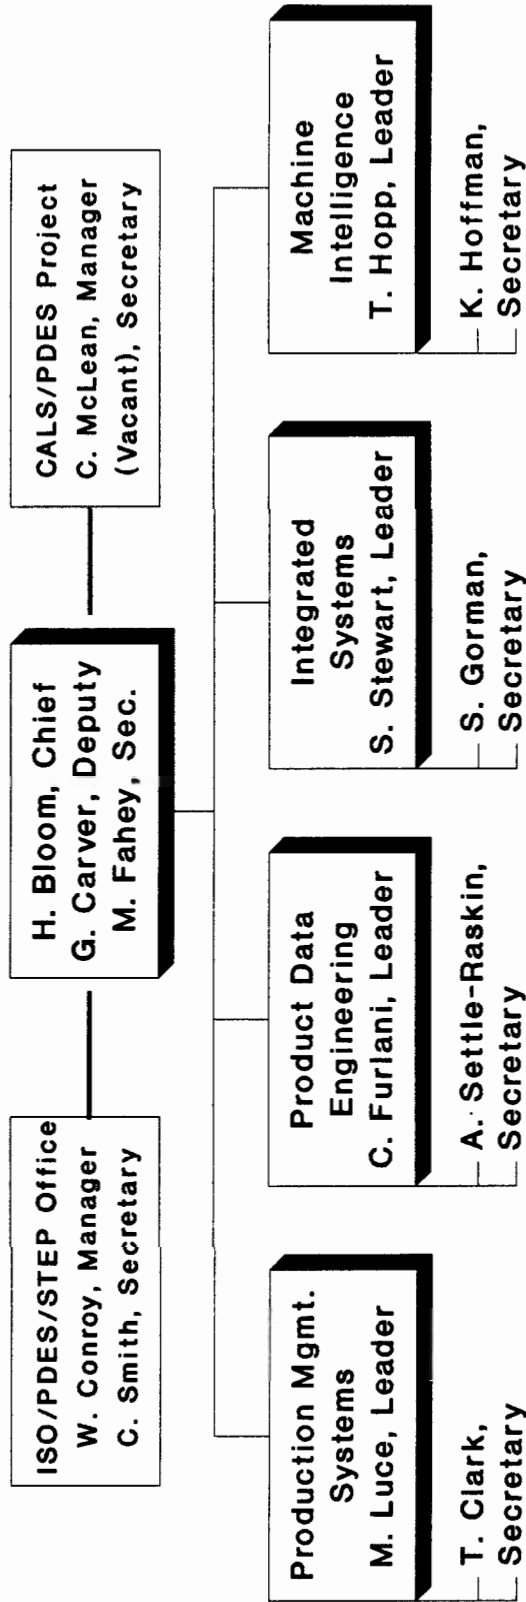 ISO/PDES/STEP Office
W. Conroy, Manager
C. Smith, Secretary
H. Bloom, Chief
G. Carver, Deputy
M. Fahey, Sec.
CALS/PDES Project
C. McLean, Manager
(Vacant), Secretary
Production Mgmt.
Systems
M. Luce, Leader
T. Clark,
Secretary
Product Data
Engineering
C. Furlani, Leader
A. Settle-Raskin,
Secretary
Integrated
Systems
S. Stewart, Leader
S. Gorman,
Secretary
Machine
Intelligence
T. Hopp, Leader
K. Hoffman,
Secretary